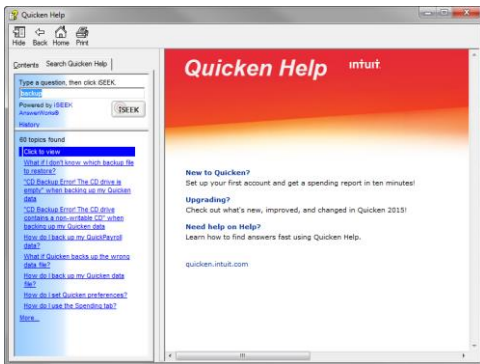 Quicken Help
Hide Back Home Print
Contents Search Quicken Help
Type a question, then click iSEEK.
backup
Powered by iSEEK
AnswerWorks®
iSEEK
History
60 topics found
Click to view
What if I don't know which backup file
to restore?
"CD Backup Error! The CD drive is
empty" when backing up my Quicken
data
"CD Backup Error! The CD drive
contains a non-writable CD" when
backing up my Quicken data
How do I back up my QuickPayroll
data?
What if Quicken backs up the wrong
data file?
How do I back up my Quicken data
file?
How do I set Quicken preferences?
How do I use the Spending tab?
More...
Quicken Help
intuit
New to Quicken?
Set up your first account and get a spending report in ten minutes!
Upgrading?
Check out what's new, improved, and changed in Quicken 2015!
Need help on Help?
Learn how to find answers fast using Quicken Help.
quicken.intuit.com